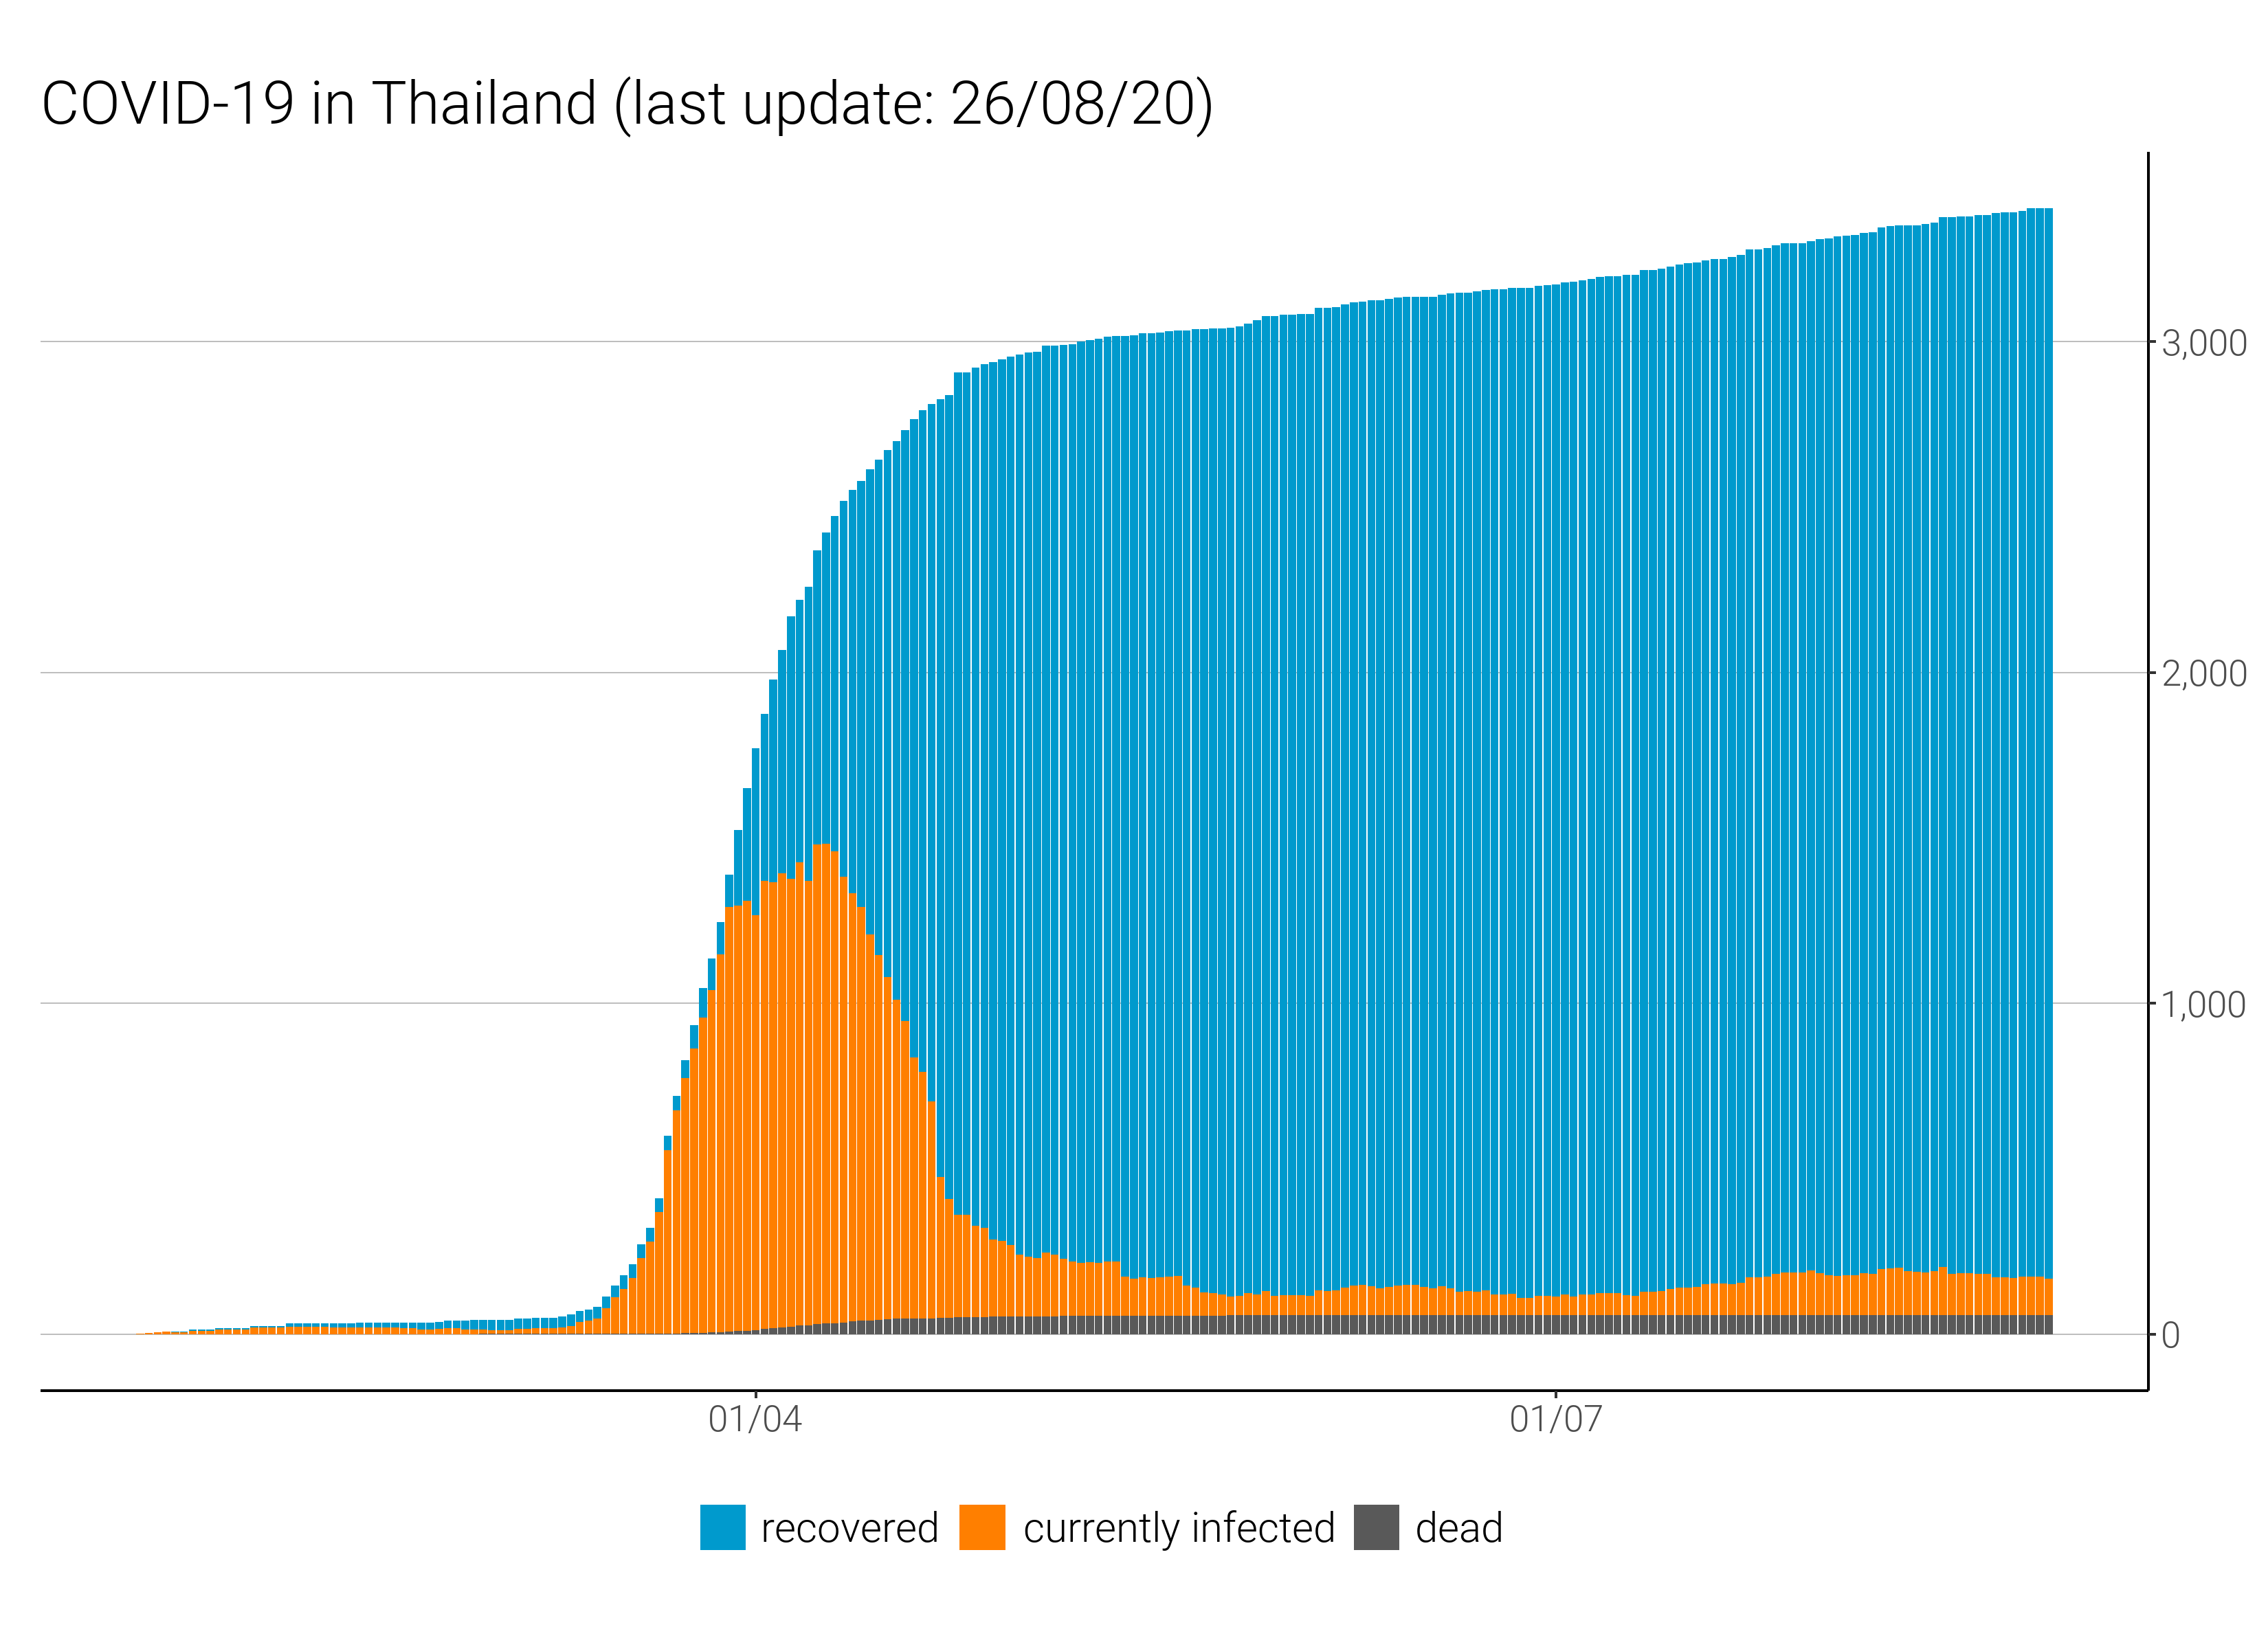 COVID-19 in Thailand (last update: 26/08/20)
3,000
2,000
1,000
0
01/04 01/07
recovered currently infected dead